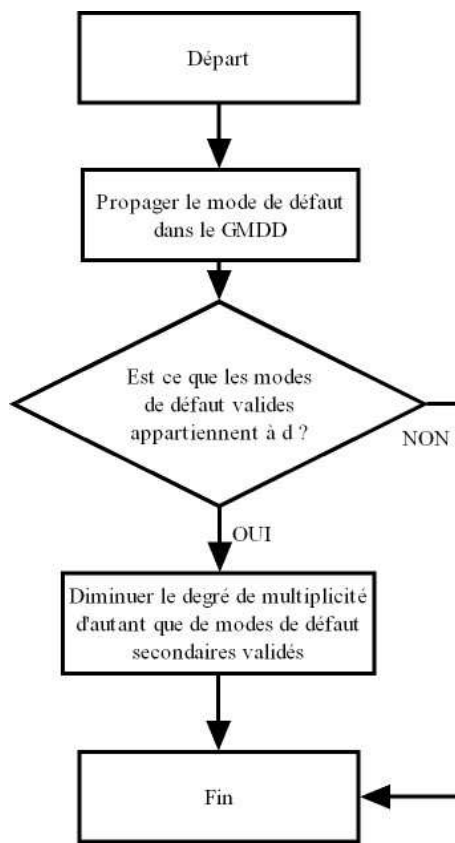 Départ
Propager le mode de défaut
dans le GMDD
Est ce que les modes
de défaut valides
appartiennent à d ?
NON
OUI
Diminuer le degré de multiplicité
d'autant que de modes de défaut
secondaires validés
Fin